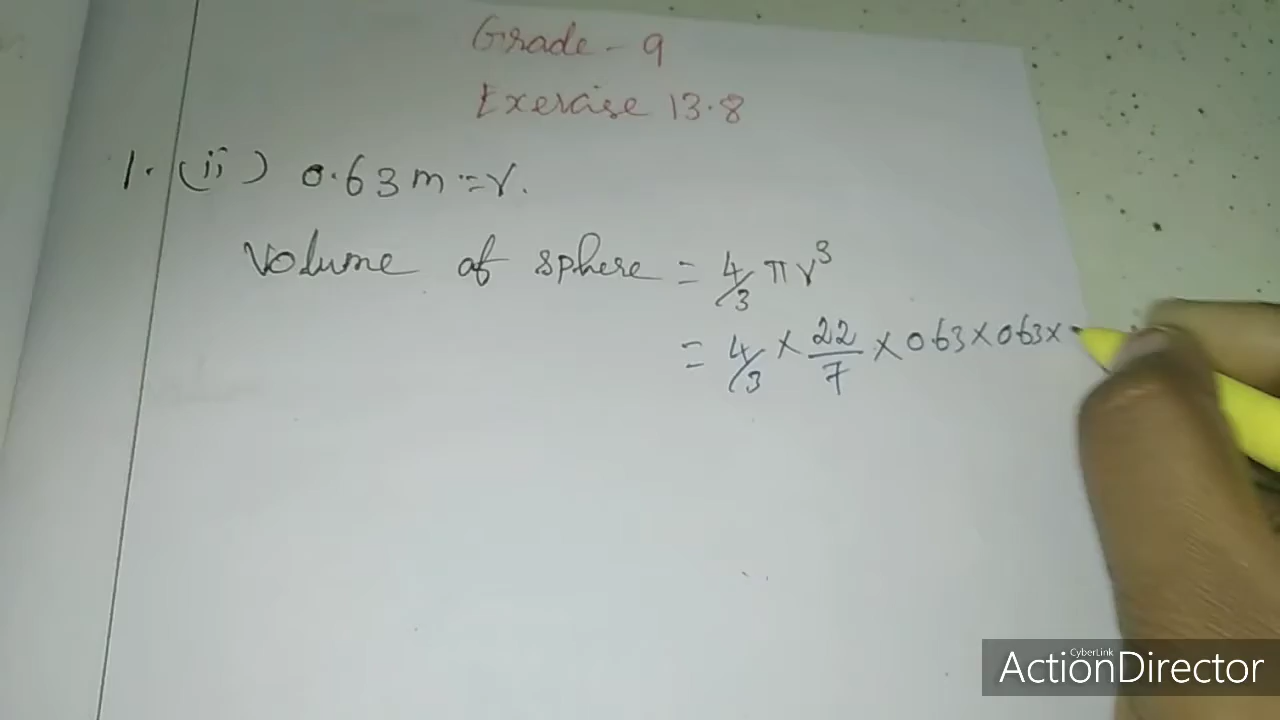 Grade - 9
Exercise 13.8
1. (ii) 0.63 m = r.
Volume of sphere = 4/3 π r³
= 4/3 × 22/7 × 0.63 × 0.63 ×
CyberLink
ActionDirector